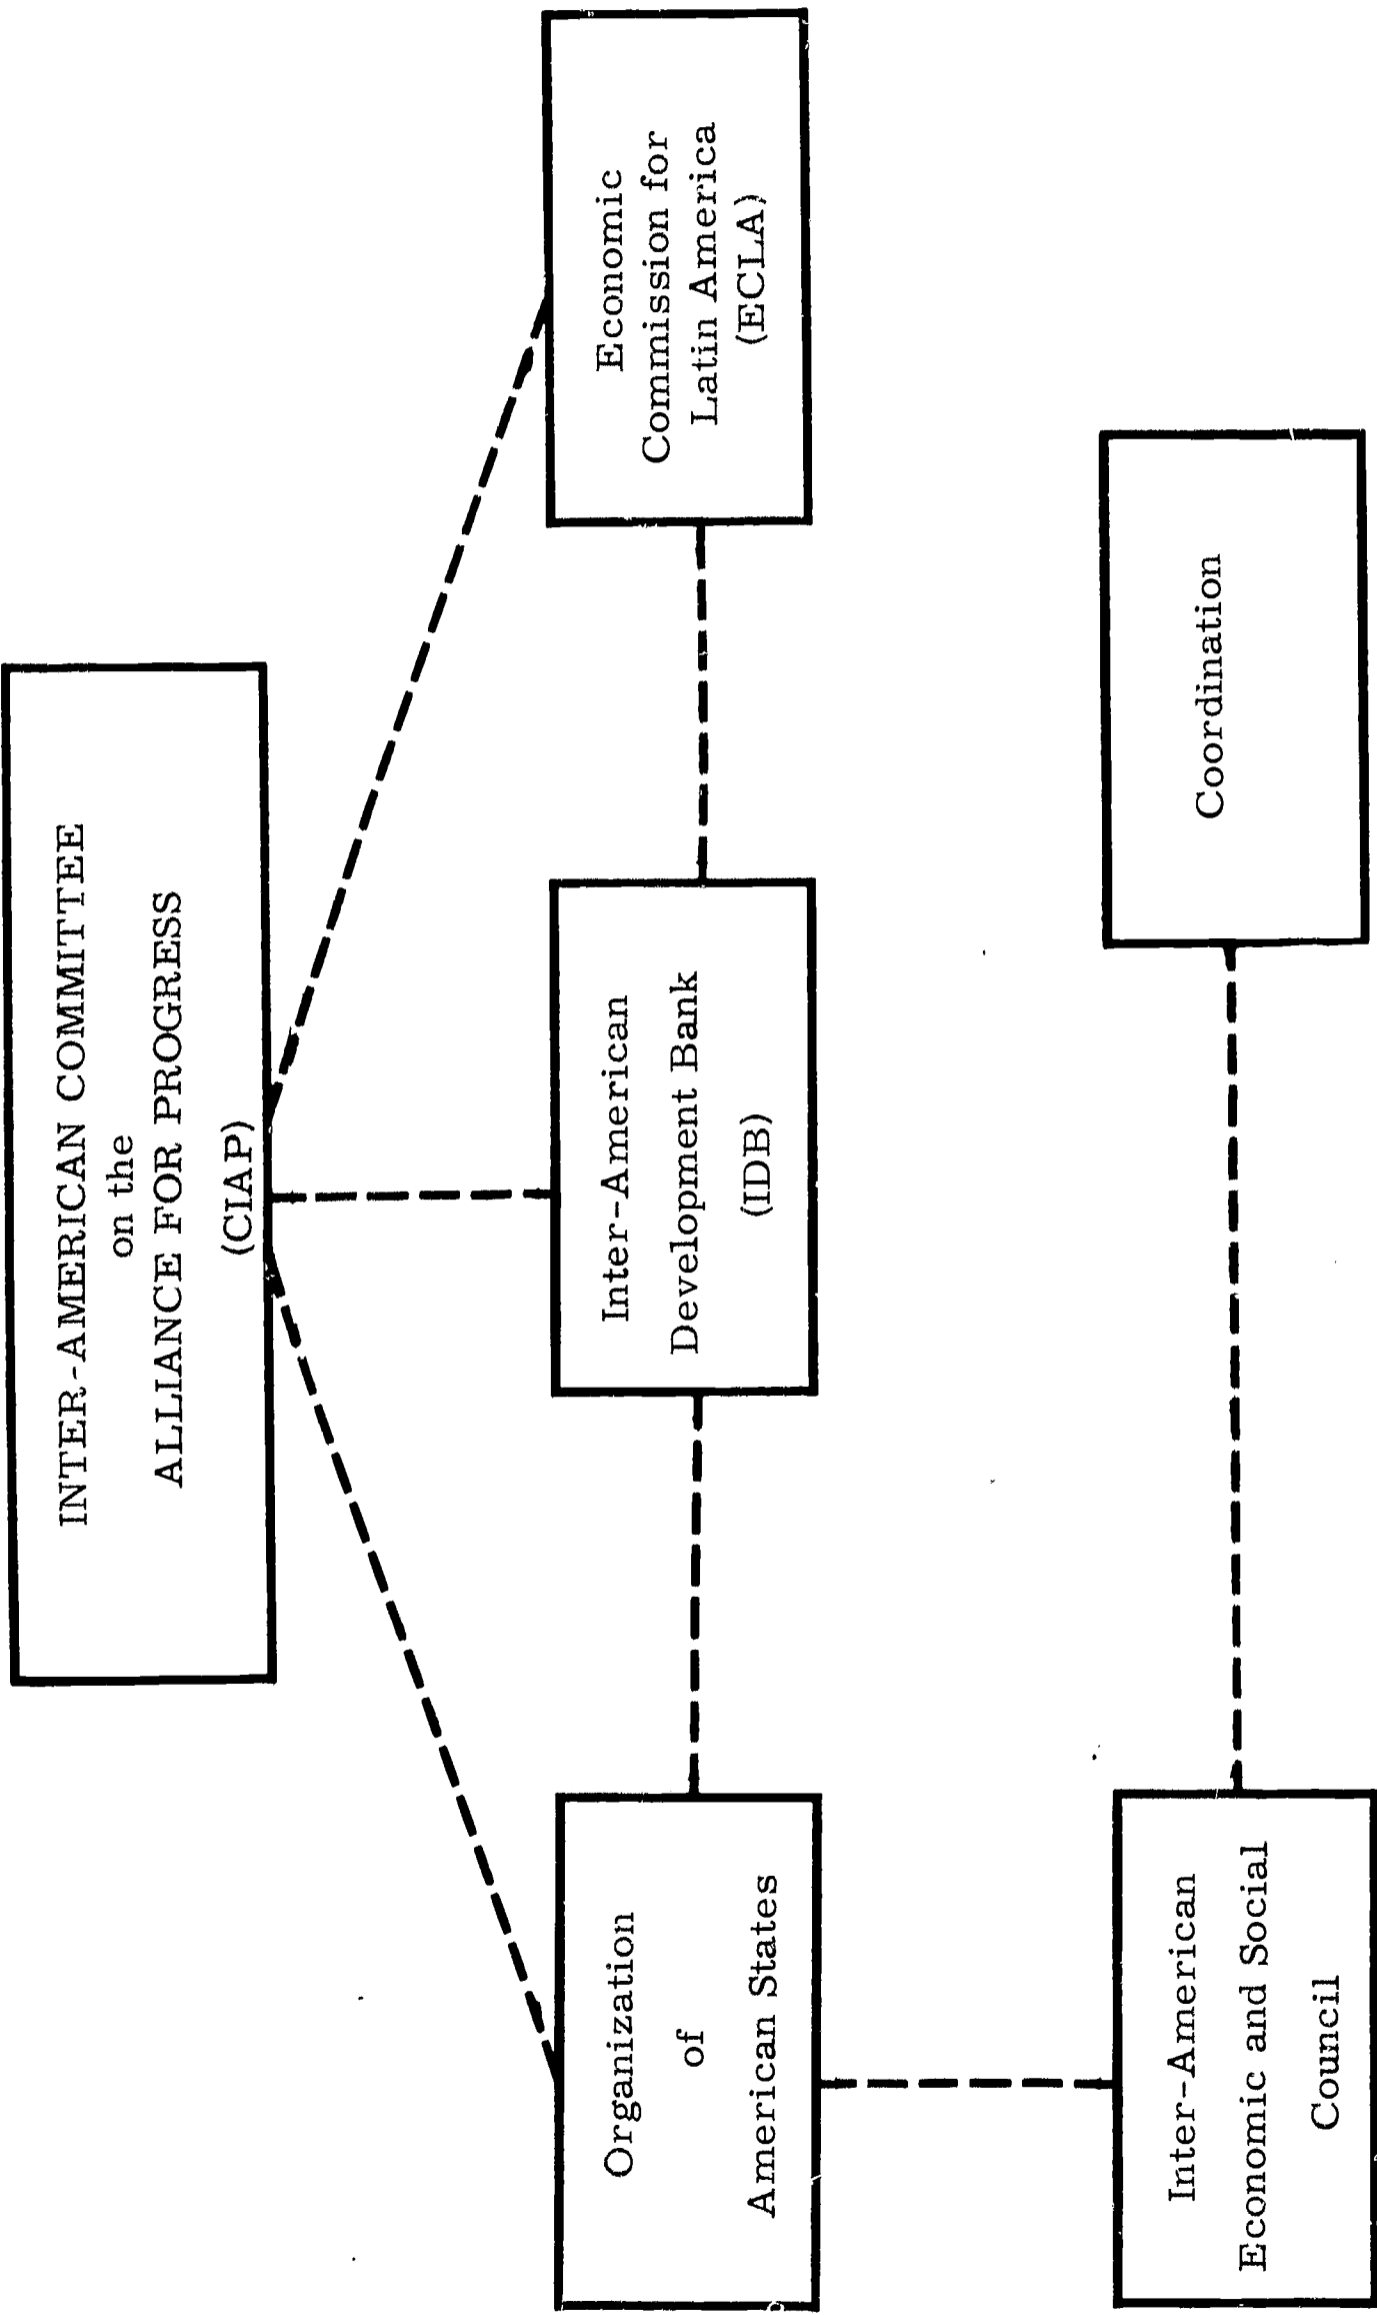 INTER-AMERICAN COMMITTEE
on the
ALLIANCE FOR PROGRESS
(CIAP)
Organization
of
American States
Inter-American
Development Bank
(IDB)
Economic
Commission for
Latin America
(ECLA)
Inter-American
Economic and Social
Council
Coordination